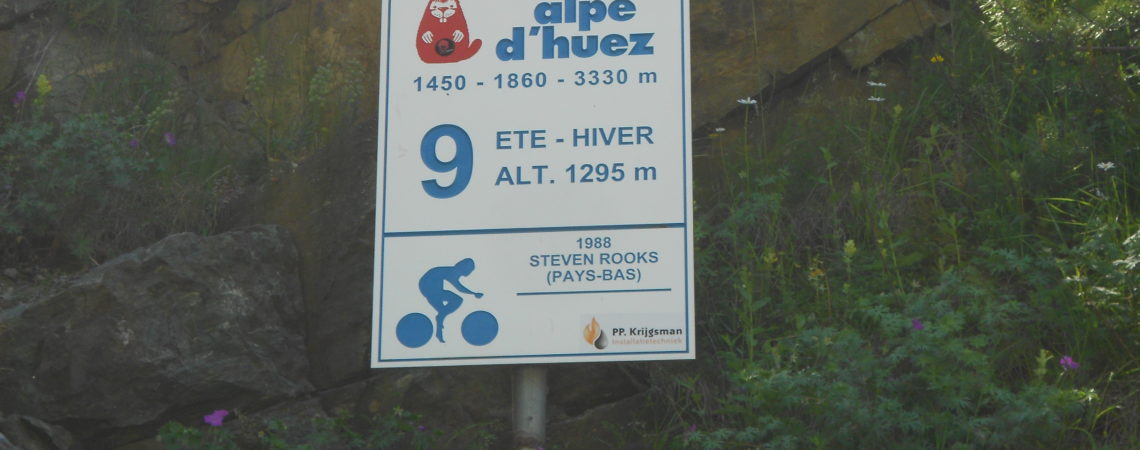 alpe
d'huez
1450 - 1860 - 3330 m
9
ETE - HIVER
ALT. 1295 m
1988
STEVEN ROOKS
(PAYS-BAS)
PP. Krijgsman
Installatietechniek